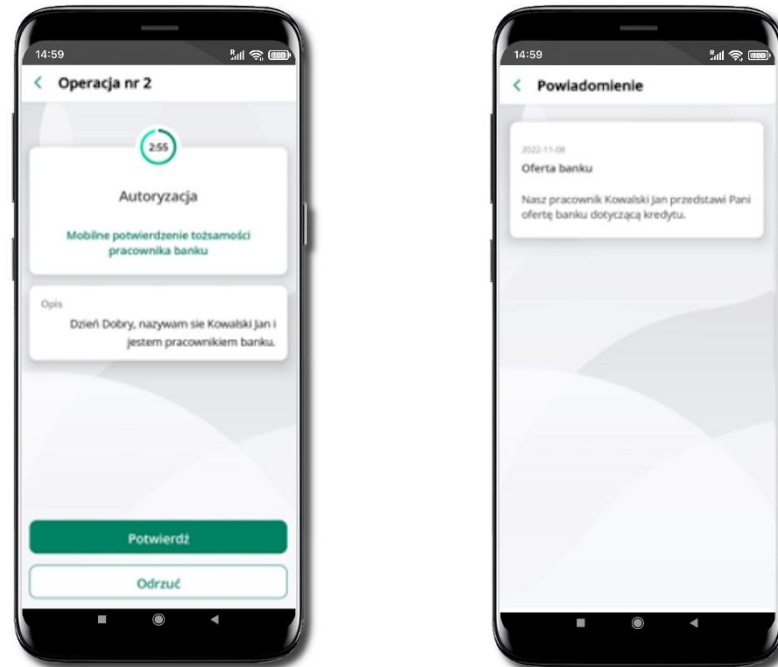 14:59
Operacja nr 2
2:55
Autoryzacja
Mobilne potwierdzenie tożsamości
pracownika banku
Opis
Dzień Dobry, nazywam sie Kowalski Jan i
jestem pracownikiem banku.
Potwierdź
Odrzuć
14:59
Powiadomienie
2022-11-08
Oferta banku
Nasz pracownik Kowalski Jan przedstawi Pani
ofertę banku dotyczącą kredytu.